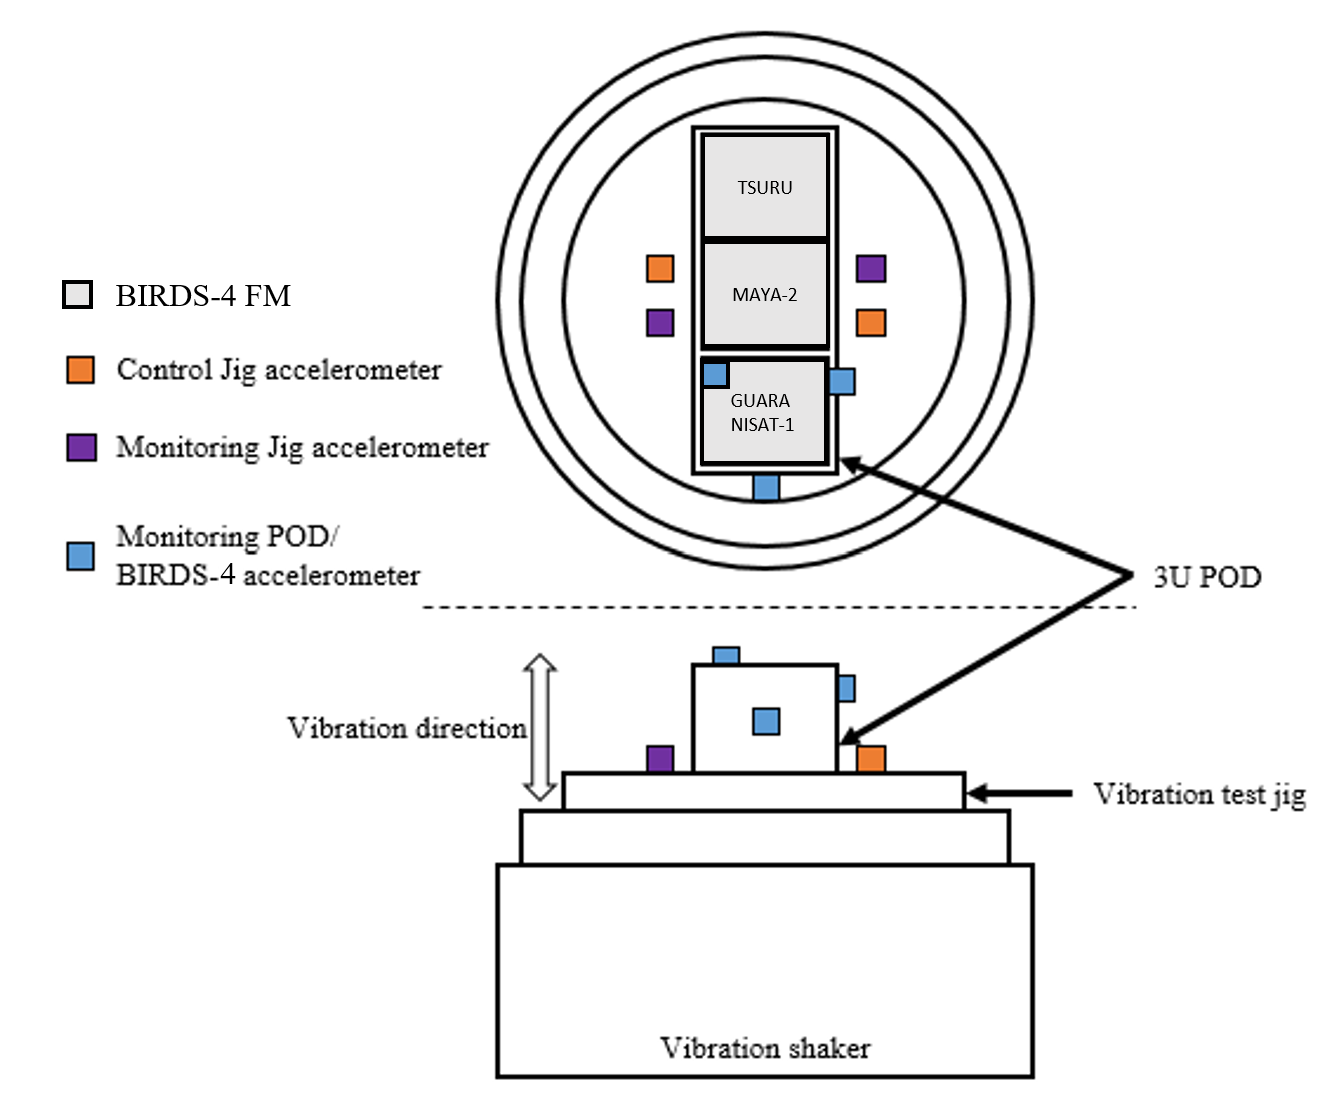 TSURU
MAYA-2
GUARA
NISAT-1
BIRDS-4 FM
Control Jig accelerometer
Monitoring Jig accelerometer
Monitoring POD/
BIRDS-4 accelerometer
3U POD
Vibration direction
Vibration test jig
Vibration shaker